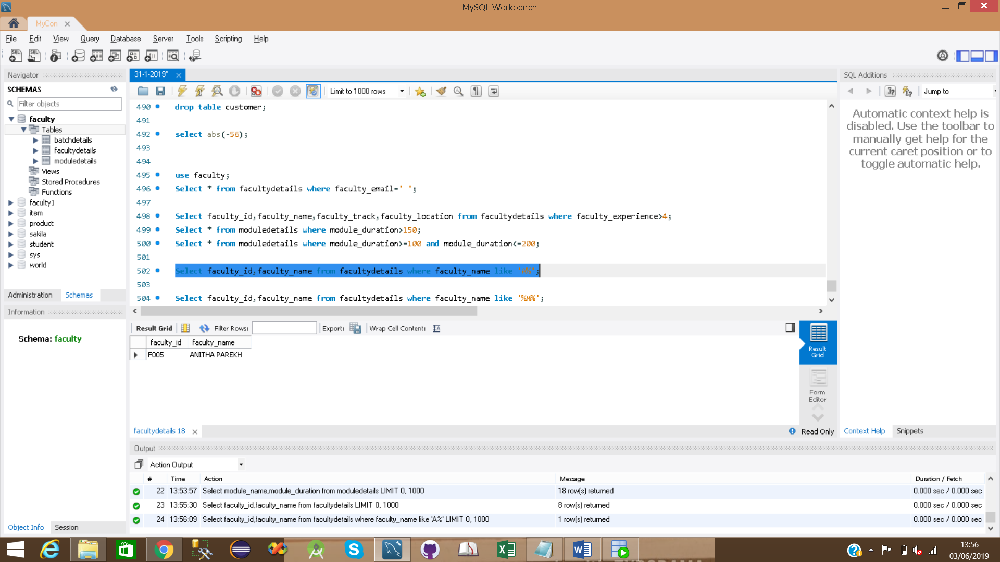 MySQL Workbench
MyCon
File Edit View Query Database Server Tools Scripting Help
Navigator
SCHEMAS
Filter objects
faculty
Tables
batchdetails
facultydetails
moduledetails
Views
Stored Procedures
Functions
faculty1
item
product
sakila
student
sys
world
Administration Schemas
Information
Schema: faculty
Object Info Session
31-1-2019*
Limit to 1000 rows
490 drop table customer;
491
492 select abs(-56);
493
494
495 use faculty;
496 Select * from facultydetails where faculty_email=' ';
497
498 Select faculty_id,faculty_name,faculty_track,faculty_location from facultydetails where faculty_experience>4;
499 Select * from moduledetails where module_duration>150;
500 Select * from moduledetails where module_duration>=100 and module_duration<=200;
501
502 Select faculty_id,faculty_name from facultydetails where faculty_name like 'A%';
503
504 Select faculty_id,faculty_name from facultydetails where faculty_name like '%M%';
Result Grid Filter Rows: Export: Wrap Cell Content:
faculty_id faculty_name
F005 ANITHA PAREKH
Result Grid
Form Editor
facultydetails 18
Read Only
SQL Additions
Jump to
Automatic context help is
disabled. Use the toolbar to
manually get help for the
current caret position or to
toggle automatic help.
Context Help Snippets
Output
Action Output
# Time Action Message Duration / Fetch
22 13:53:57 Select module_name,module_duration from moduledetails LIMIT 0, 1000 18 row(s) returned 0.000 sec / 0.000 sec
23 13:55:30 Select faculty_id,faculty_name from facultydetails LIMIT 0, 1000 8 row(s) returned 0.000 sec / 0.000 sec
24 13:56:09 Select faculty_id,faculty_name from facultydetails where faculty_name like 'A%' LIMIT 0, 1000 1 row(s) returned 0.000 sec / 0.000 sec
13:56
03/06/2019